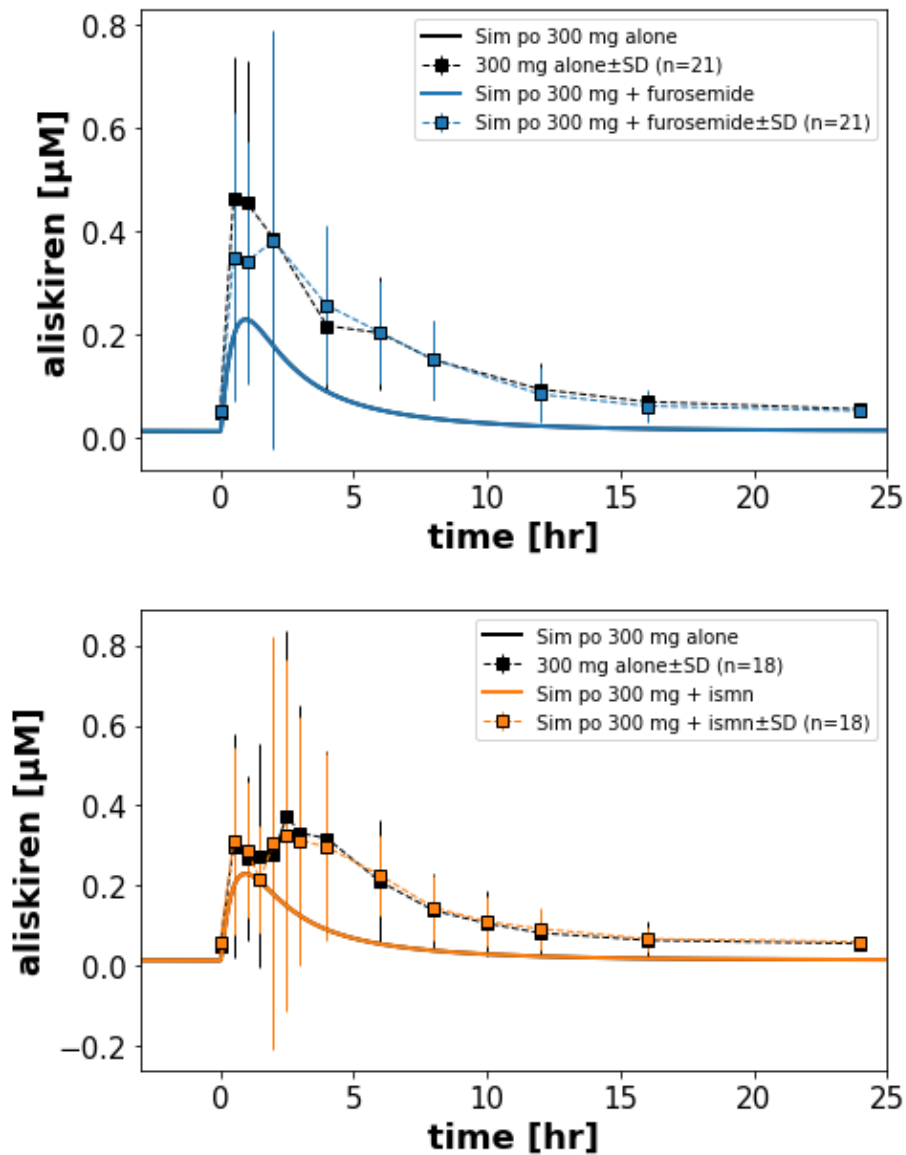 Sim po 300 mg alone
300 mg alone±SD (n=21)
Sim po 300 mg + furosemide
Sim po 300 mg + furosemide±SD (n=21)
aliskiren [µM]
0.8
0.6
0.4
0.2
0.0
0 5 10 15 20 25
time [hr]
Sim po 300 mg alone
300 mg alone±SD (n=18)
Sim po 300 mg + ismn
Sim po 300 mg + ismn±SD (n=18)
aliskiren [µM]
0.8
0.6
0.4
0.2
0.0
−0.2
0 5 10 15 20 25
time [hr]